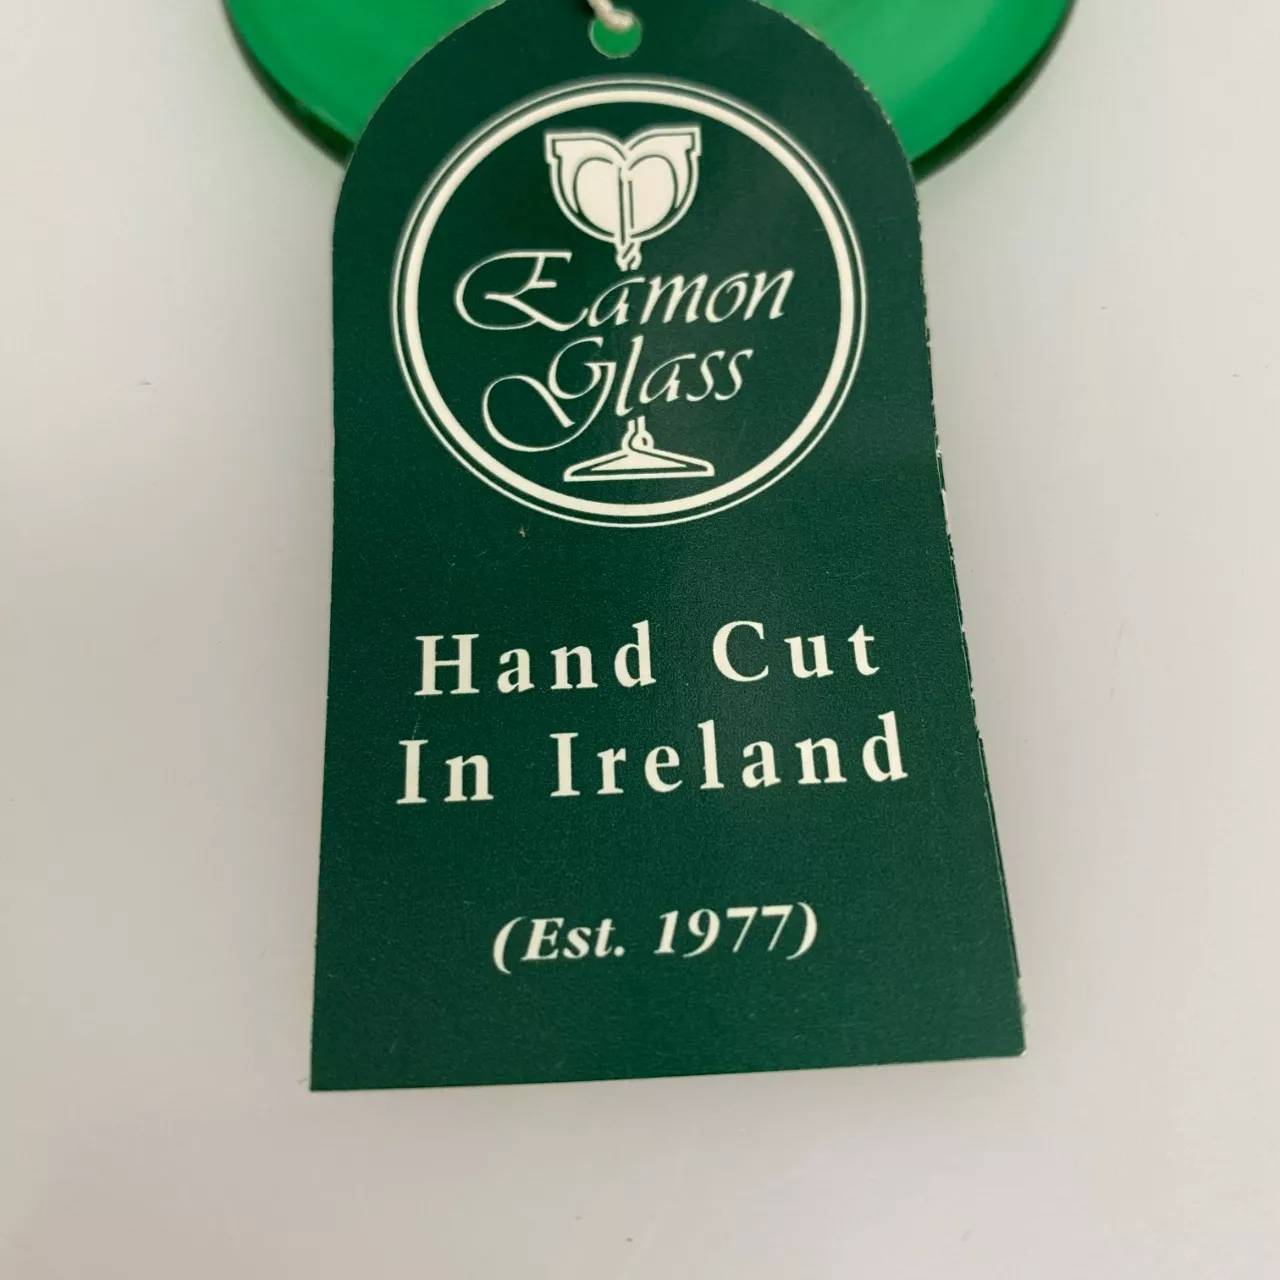 Eamon
Glass
Hand Cut
In Ireland
(Est. 1977)